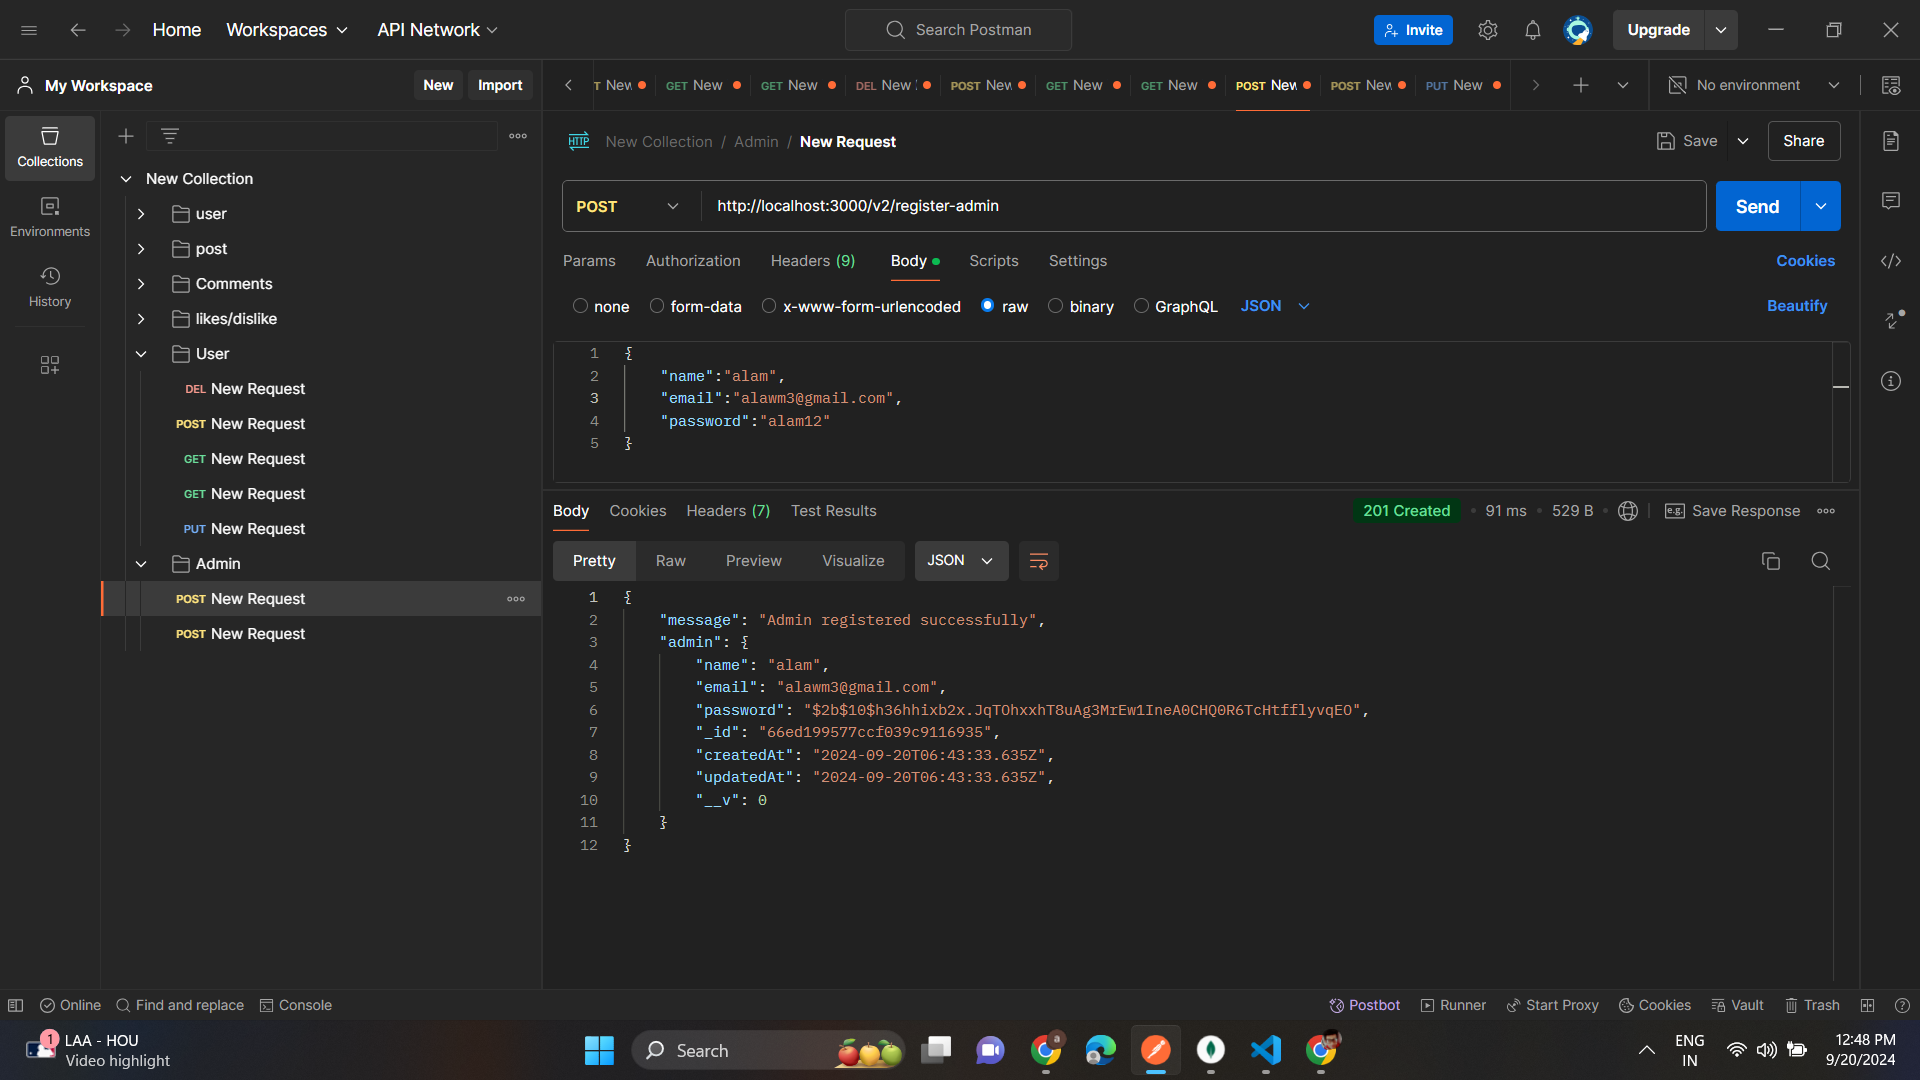 Home
Workspaces
API Network
Search Postman
Invite
Upgrade
My Workspace
New
Import
T New
GET New
GET New
DEL New
POST New
GET New
GET New
POST New
POST New
PUT New
No environment
Collections
Environments
History
New Collection
user
post
Comments
likes/dislike
User
DEL New Request
POST New Request
GET New Request
GET New Request
PUT New Request
Admin
POST New Request
POST New Request
HTTP New Collection / Admin / New Request
Save
Share
POST
http://localhost:3000/v2/register-admin
Send
Params Authorization Headers (9) Body Scripts Settings
Cookies
none form-data x-www-form-urlencoded raw binary GraphQL JSON
Beautify
1 {
2 "name":"alam",
3 "email":"alawm3@gmail.com",
4 "password":"alam12"
5 }
Body Cookies Headers (7) Test Results
201 Created 91 ms 529 B
e.g. Save Response
Pretty Raw Preview Visualize JSON
1 {
2 "message": "Admin registered successfully",
3 "admin": {
4 "name": "alam",
5 "email": "alawm3@gmail.com",
6 "password": "$2b$10$h36hhixb2x.JqTOhxxhT8uAg3MrEw1IneA0CHQ0R6TcHtfflyvqEO",
7 "_id": "66ed199577ccf039c9116935",
8 "createdAt": "2024-09-20T06:43:33.635Z",
9 "updatedAt": "2024-09-20T06:43:33.635Z",
10 "__v": 0
11 }
12 }
Online
Find and replace
Console
Postbot
Runner
Start Proxy
Cookies
Vault
Trash
1
LAA - HOU
Video highlight
Search
a
ENG
IN
12:48 PM
9/20/2024